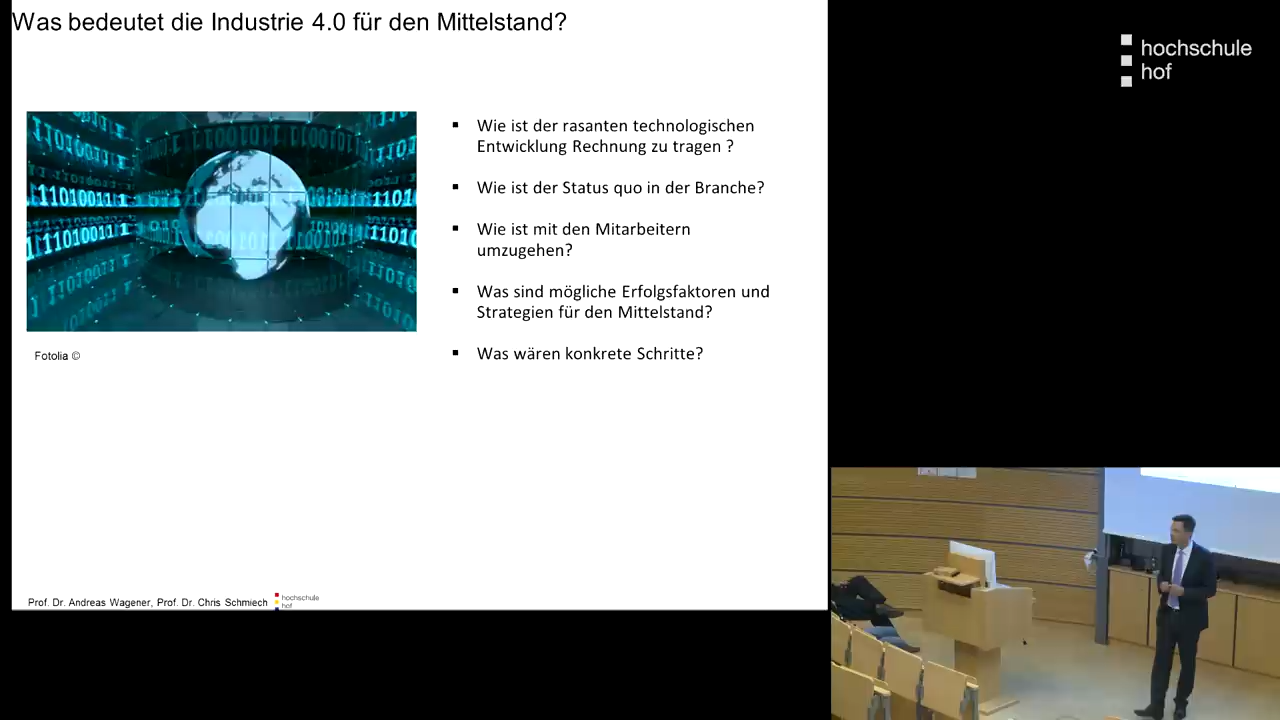 Was bedeutet die Industrie 4.0 für den Mittelstand?
hochschule
hof
Wie ist der rasanten technologischen
Entwicklung Rechnung zu tragen ?
Wie ist der Status quo in der Branche?
Wie ist mit den Mitarbeitern
umzugehen?
Was sind mögliche Erfolgsfaktoren und
Strategien für den Mittelstand?
Was wären konkrete Schritte?
Fotolia ©
Prof. Dr. Andreas Wagener, Prof. Dr. Chris Schmiech
hochschule
hof